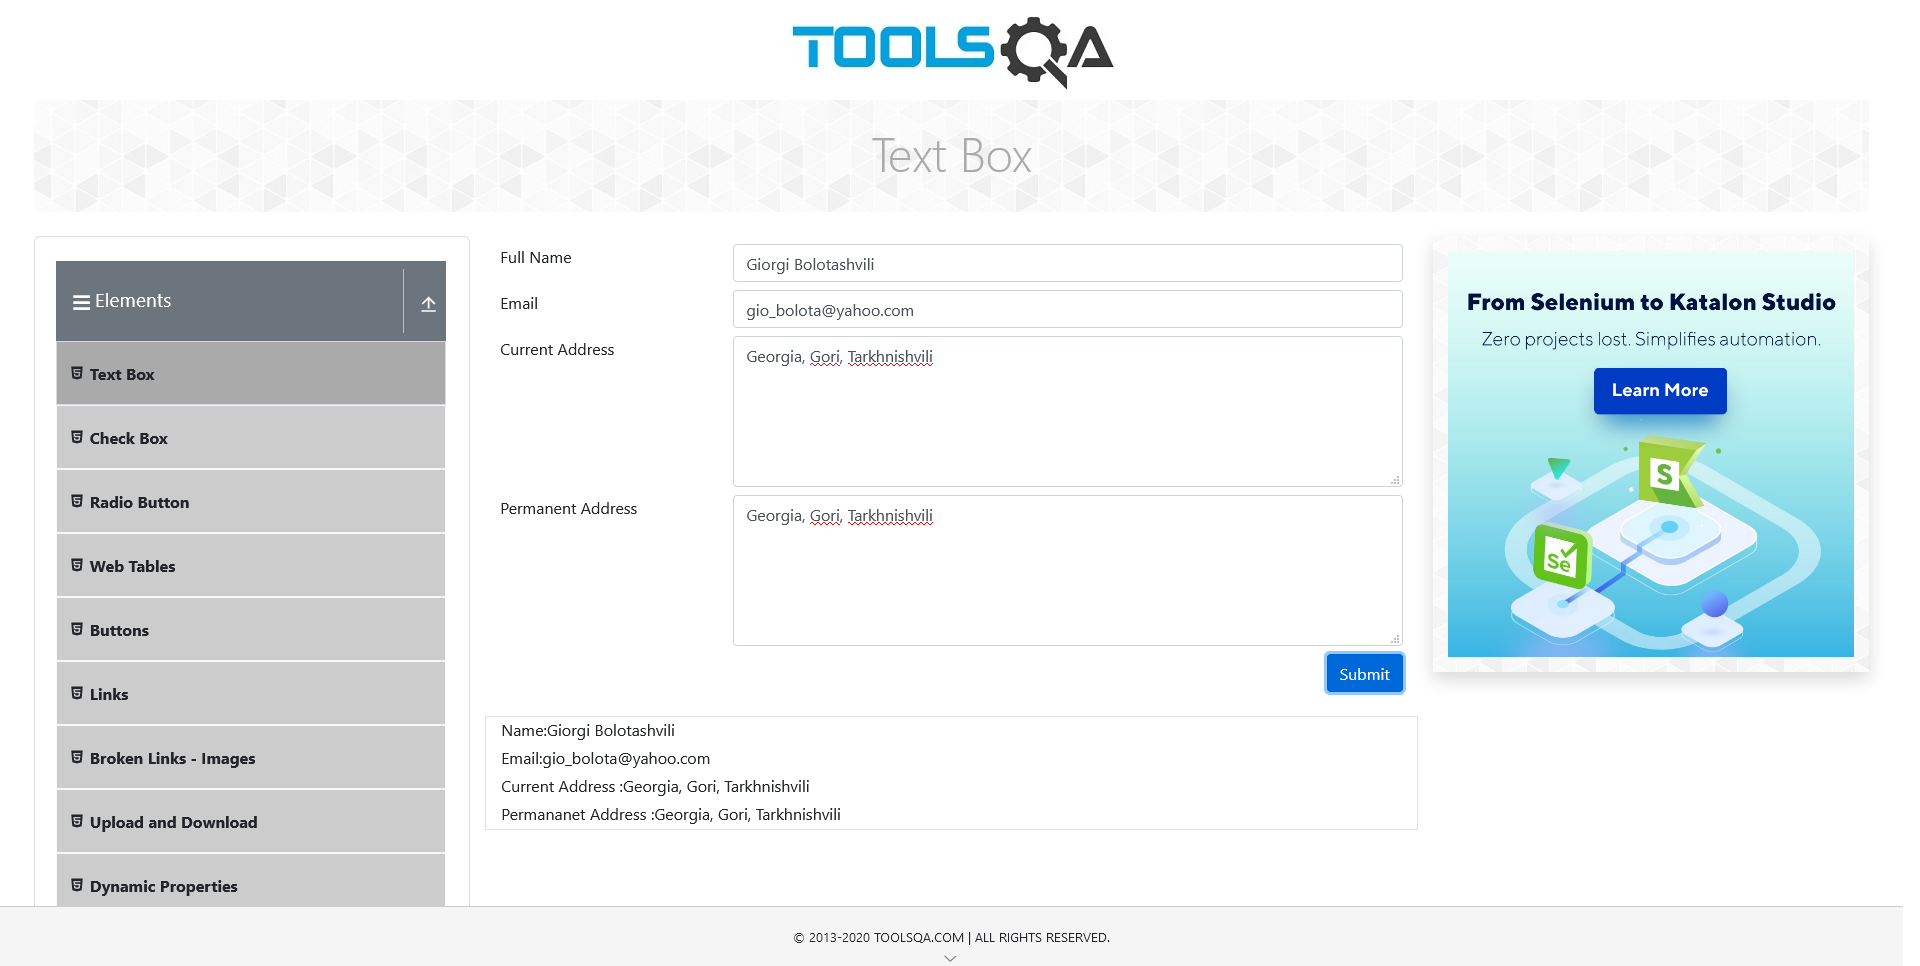 TOOLSQA
Text Box
Elements
Text Box
Check Box
Radio Button
Web Tables
Buttons
Links
Broken Links - Images
Upload and Download
Dynamic Properties
Full Name
Giorgi Bolotashvili
Email
gio_bolota@yahoo.com
Current Address
Georgia, Gori, Tarkhnishvili
Permanent Address
Georgia, Gori, Tarkhnishvili
Submit
Name:Giorgi Bolotashvili
Email:gio_bolota@yahoo.com
Current Address :Georgia, Gori, Tarkhnishvili
Permananet Address :Georgia, Gori, Tarkhnishvili
From Selenium to Katalon Studio
Zero projects lost. Simplifies automation.
Learn More
S
Se
© 2013-2020 TOOLSQA.COM | ALL RIGHTS RESERVED.